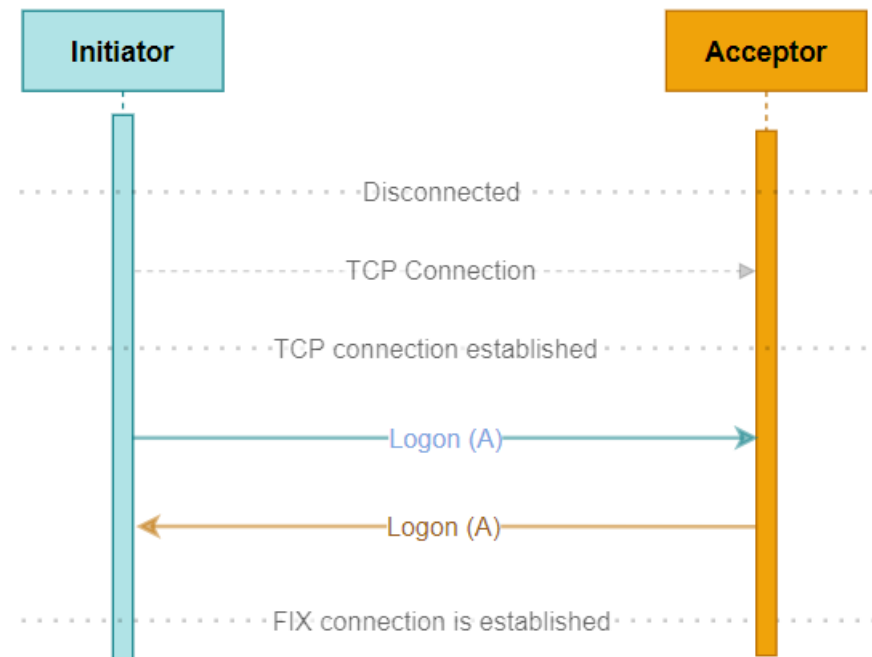 Initiator
Acceptor
Disconnected
TCP Connection
TCP connection established
Logon (A)
Logon (A)
FIX connection is established